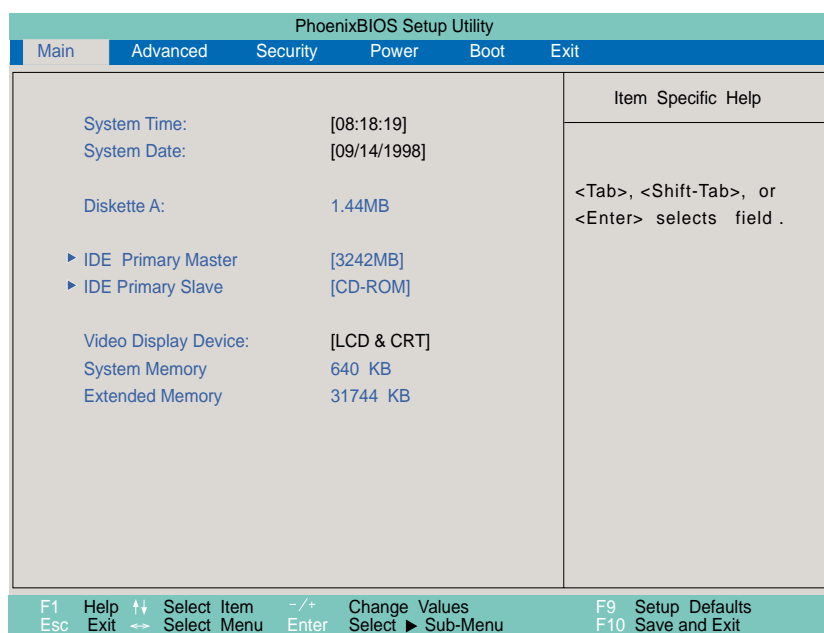 PhoenixBIOS Setup Utility
Main Advanced Security Power Boot Exit
Item Specific Help
System Time: [08:18:19]
System Date: [09/14/1998]
<Tab>, <Shift-Tab>, or
<Enter> selects field .
Diskette A: 1.44MB
IDE Primary Master [3242MB]
IDE Primary Slave [CD-ROM]
Video Display Device: [LCD & CRT]
System Memory 640 KB
Extended Memory 31744 KB
F1 Help ↑↓ Select Item -/+ Change Values F9 Setup Defaults
Esc Exit <-> Select Menu Enter Select ▶ Sub-Menu F10 Save and Exit